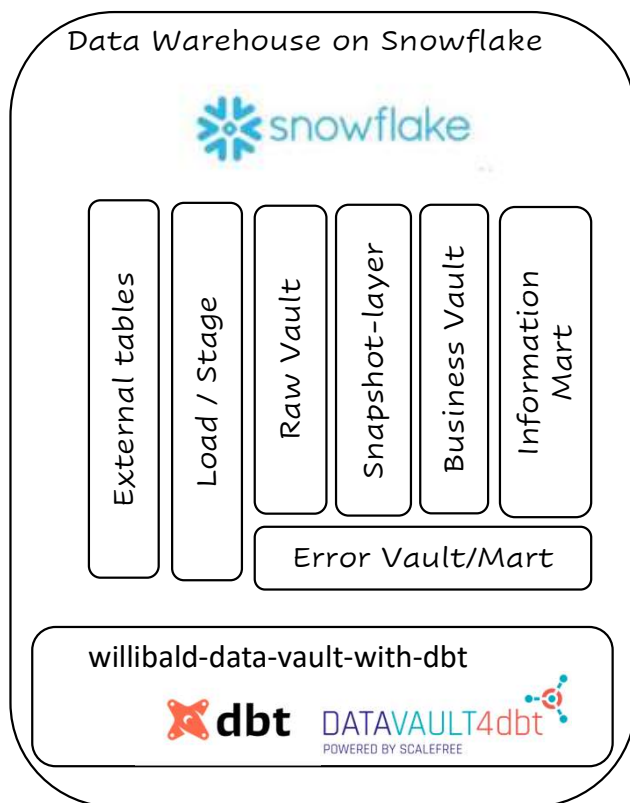 Data Warehouse on Snowflake
snowflake
External tables
Load / Stage
Raw Vault
Snapshot-layer
Business Vault
Information
Mart
Error Vault/Mart
willibald-data-vault-with-dbt
dbt
DATAVAULT4dbt
POWERED BY SCALEFREE